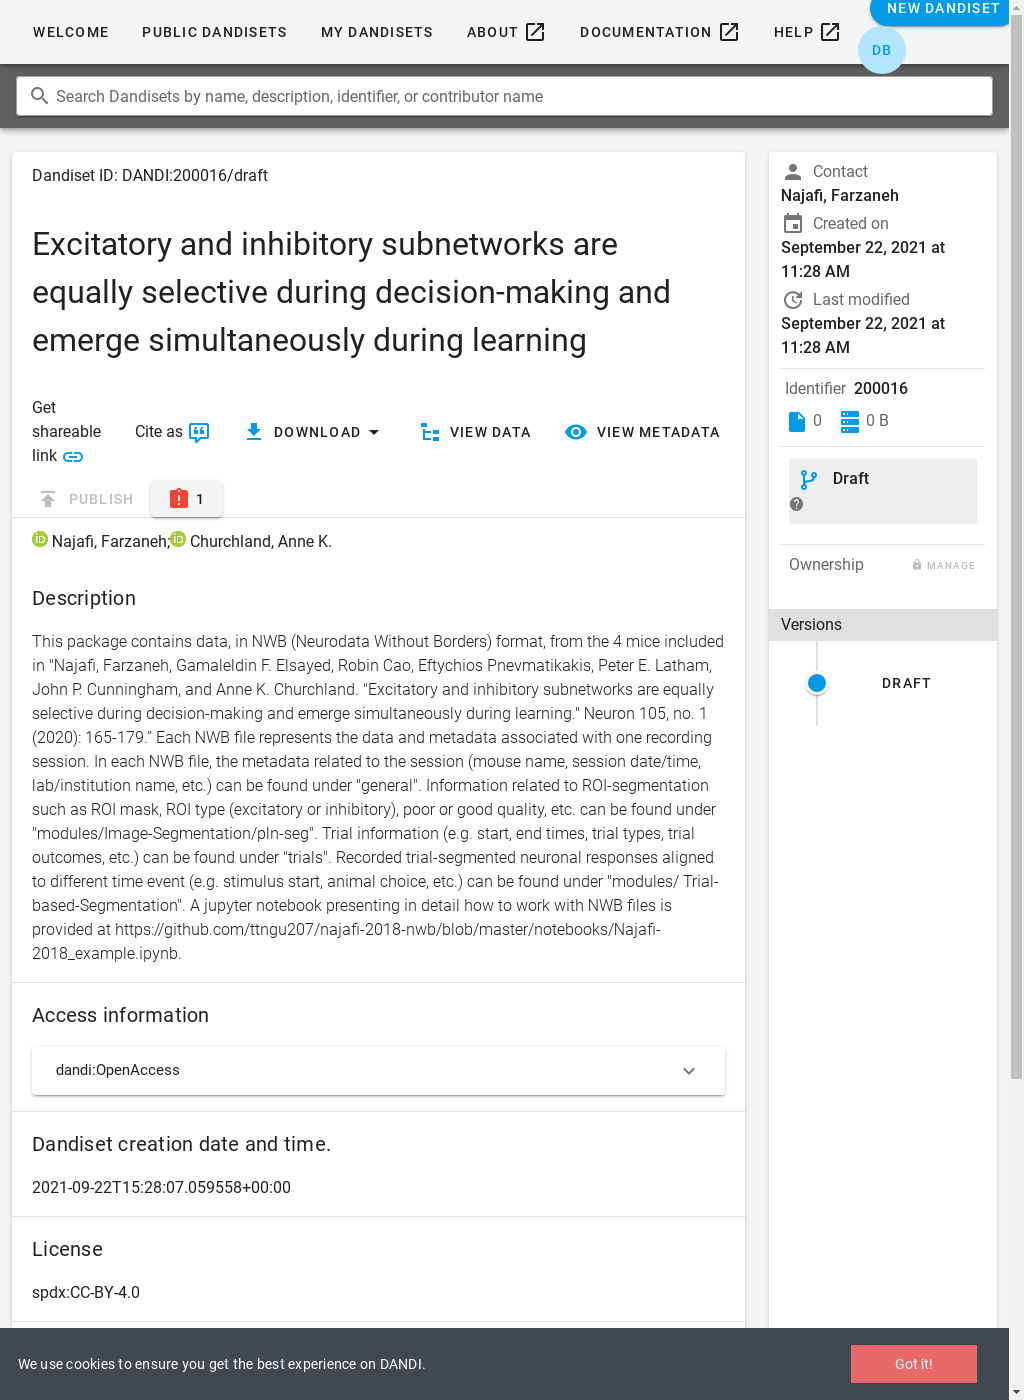 WELCOME PUBLIC DANDISETS MY DANDISETS ABOUT DOCUMENTATION HELP NEW DANDISET
DB
Search Dandisets by name, description, identifier, or contributor name
Dandiset ID: DANDI:200016/draft
Excitatory and inhibitory subnetworks are
equally selective during decision-making and
emerge simultaneously during learning
Get
shareable
link
Cite as
DOWNLOAD
VIEW DATA
VIEW METADATA
PUBLISH
1
Najafi, Farzaneh; Churchland, Anne K.
Description
This package contains data, in NWB (Neurodata Without Borders) format, from the 4 mice included
in "Najafi, Farzaneh, Gamaleldin F. Elsayed, Robin Cao, Eftychios Pnevmatikakis, Peter E. Latham,
John P. Cunningham, and Anne K. Churchland. "Excitatory and inhibitory subnetworks are equally
selective during decision-making and emerge simultaneously during learning." Neuron 105, no. 1
(2020): 165-179.” Each NWB file represents the data and metadata associated with one recording
session. In each NWB file, the metadata related to the session (mouse name, session date/time,
lab/institution name, etc.) can be found under "general". Information related to ROI-segmentation
such as ROI mask, ROI type (excitatory or inhibitory), poor or good quality, etc. can be found under
"modules/Image-Segmentation/pln-seg". Trial information (e.g. start, end times, trial types, trial
outcomes, etc.) can be found under "trials". Recorded trial-segmented neuronal responses aligned
to different time event (e.g. stimulus start, animal choice, etc.) can be found under "modules/ Trial-
based-Segmentation". A jupyter notebook presenting in detail how to work with NWB files is
provided at https://github.com/ttngu207/najafi-2018-nwb/blob/master/notebooks/Najafi-
2018_example.ipynb.
Access information
dandi:OpenAccess
Dandiset creation date and time.
2021-09-22T15:28:07.059558+00:00
License
spdx:CC-BY-4.0
Contact
Najafi, Farzaneh
Created on
September 22, 2021 at
11:28 AM
Last modified
September 22, 2021 at
11:28 AM
Identifier 200016
0 0 B
Draft
Ownership MANAGE
Versions
DRAFT
We use cookies to ensure you get the best experience on DANDI.
Got it!